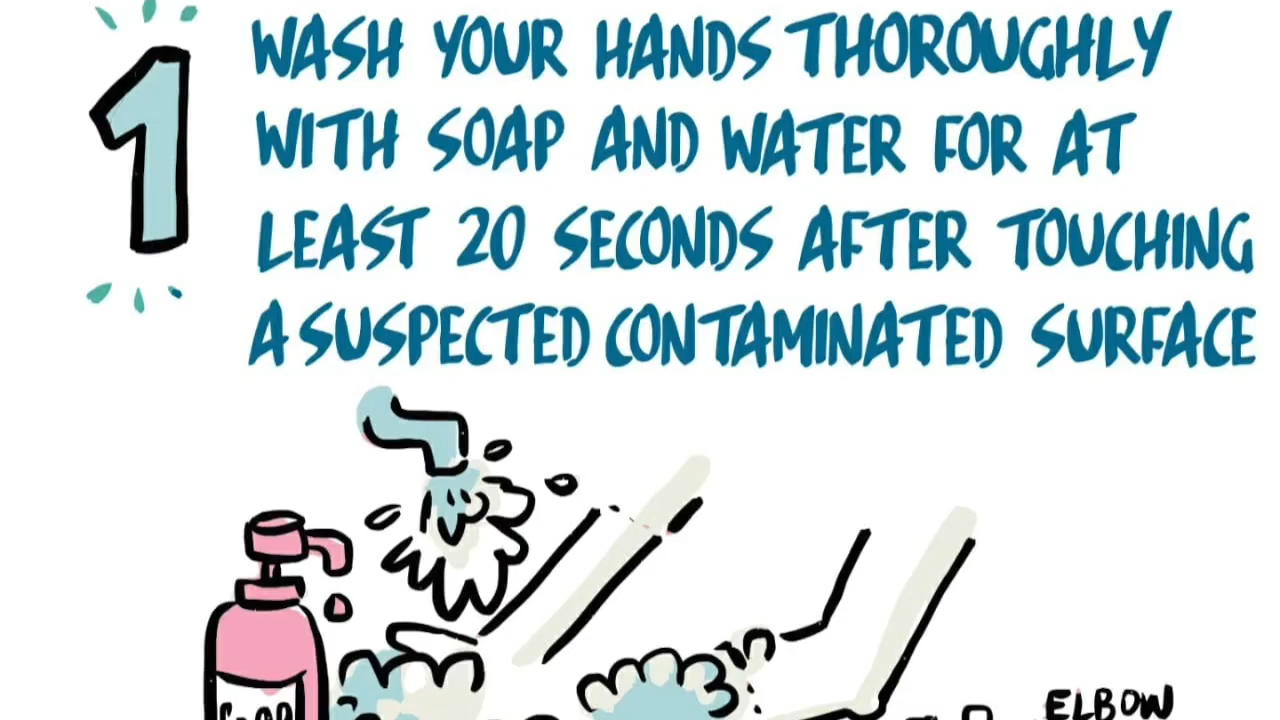 1
WASH YOUR HANDS THOROUGHLY
WITH SOAP AND WATER FOR AT
LEAST 20 SECONDS AFTER TOUCHING
A SUSPECTED CONTAMINATED SURFACE
SOAP
ELBOW